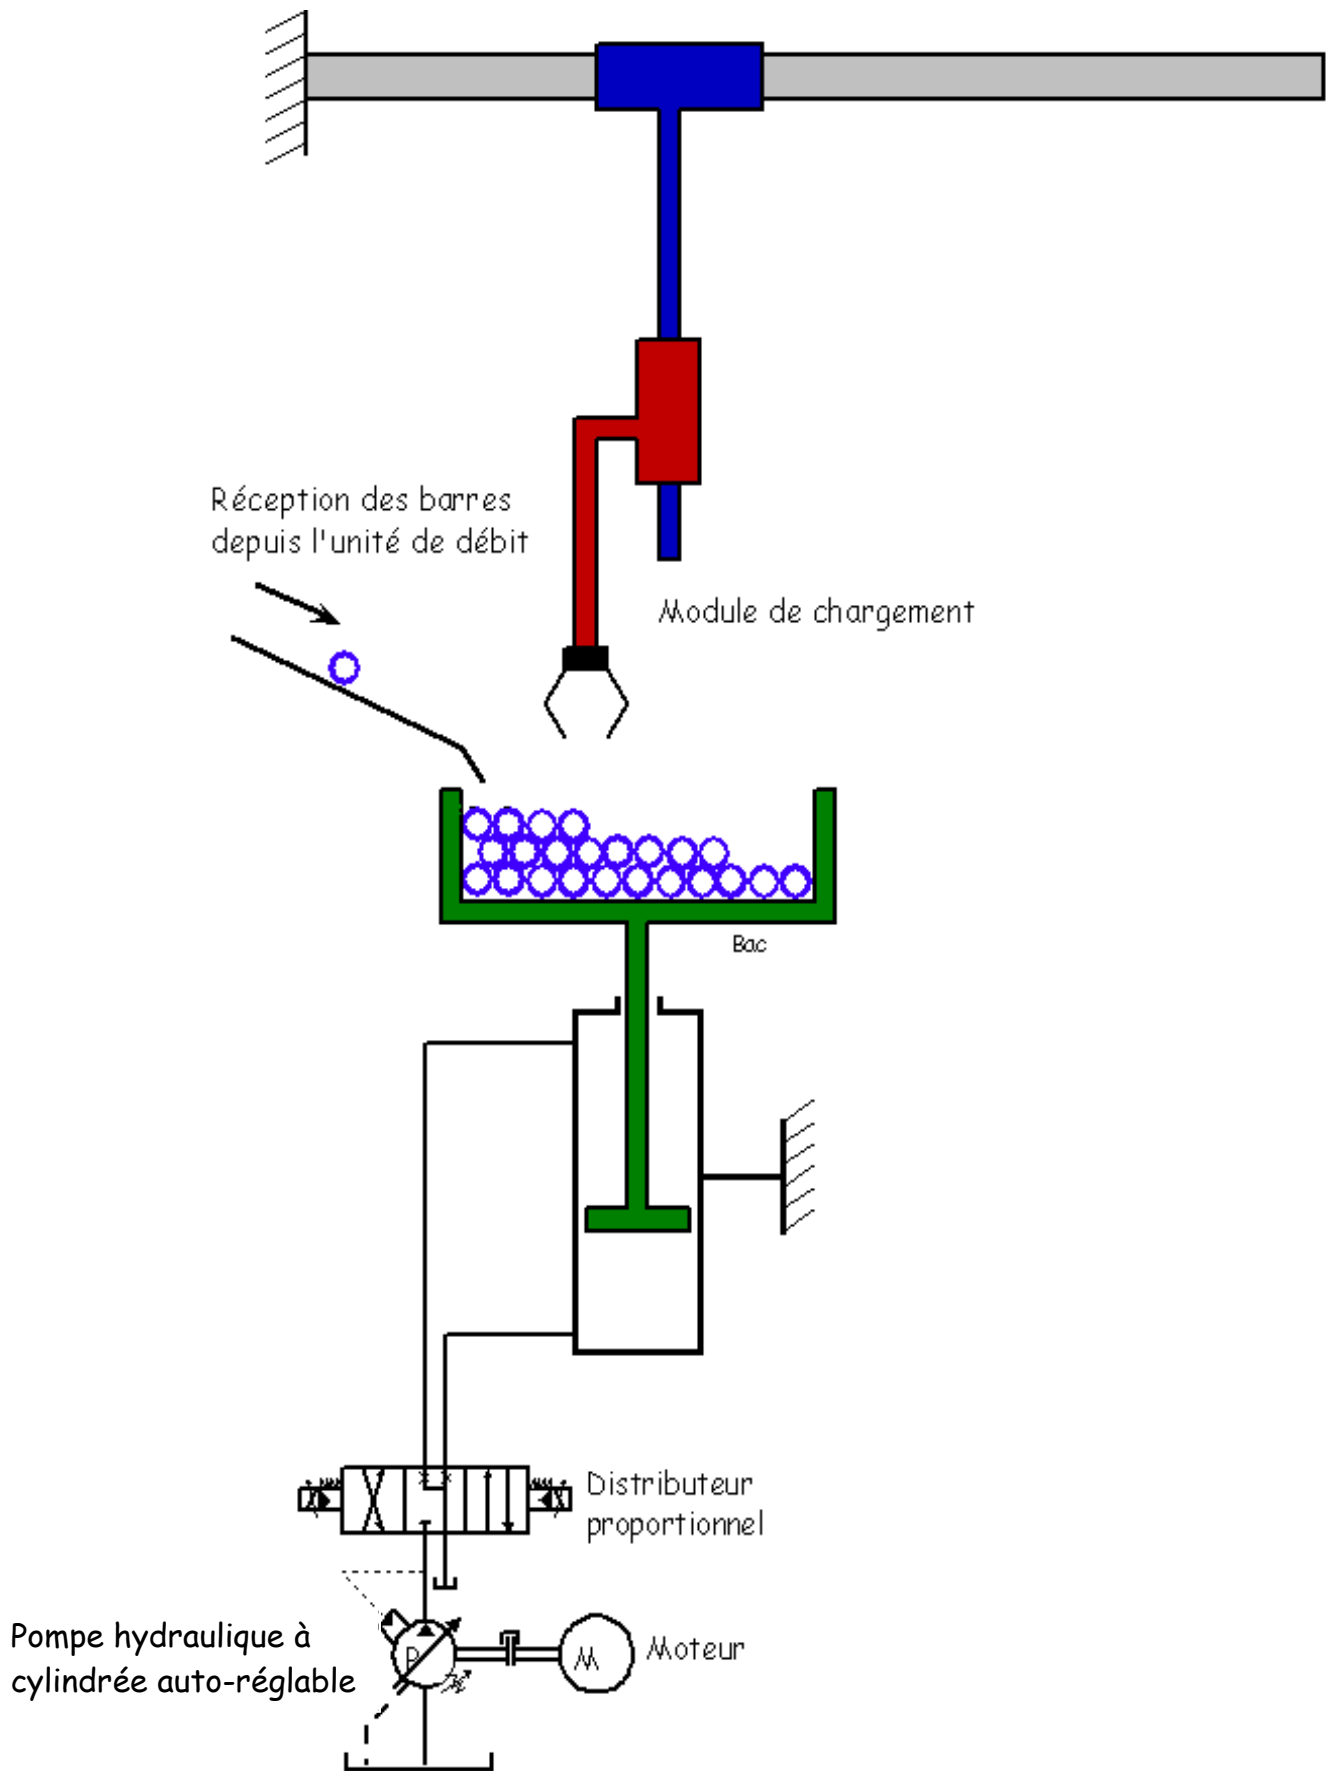 Réception des barres
depuis l'unité de débit
Module de chargement
Bac
Distributeur
proportionnel
Pompe hydraulique à
cylindrée auto-réglable
P
M
Moteur